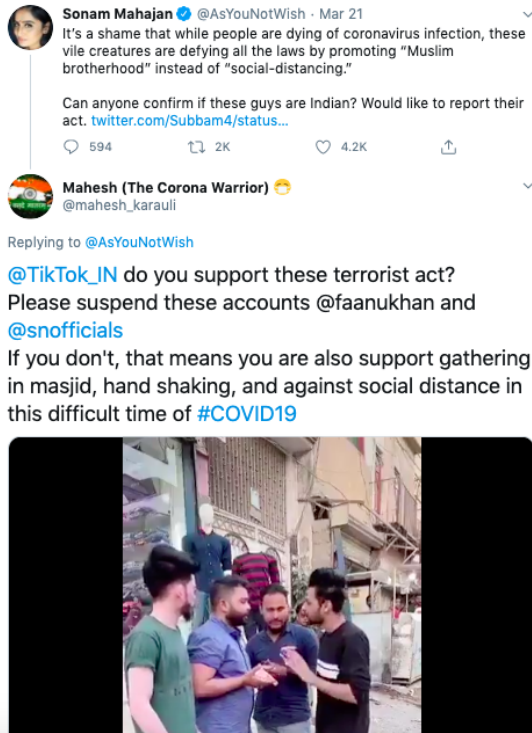 Sonam Mahajan @AsYouNotWish · Mar 21
It's a shame that while people are dying of coronavirus infection, these
vile creatures are defying all the laws by promoting “Muslim
brotherhood” instead of “social-distancing.”
Can anyone confirm if these guys are Indian? Would like to report their
act. twitter.com/Subbam4/status...
594 2K 4.2K
Mahesh (The Corona Warrior) 😷
@mahesh_karauli
Replying to @AsYouNotWish
@TikTok_IN do you support these terrorist act?
Please suspend these accounts @faanukhan and
@snofficials
If you don't, that means you are also support gathering
in masjid, hand shaking, and against social distance in
this difficult time of #COVID19